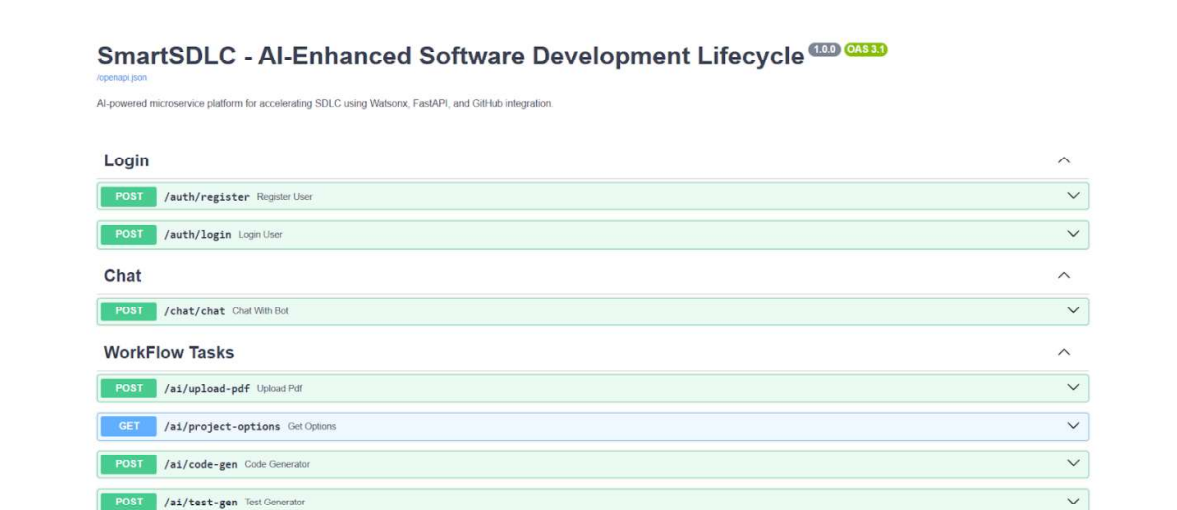 SmartSDLC - AI-Enhanced Software Development Lifecycle 1.0.0 OAS 3.1
/openapi.json
AI-powered microservice platform for accelerating SDLC using Watsonx, FastAPI, and GitHub integration.
Login
POST /auth/register Register User
POST /auth/login Login User
Chat
POST /chat/chat Chat With Bot
WorkFlow Tasks
POST /ai/upload-pdf Upload Pdf
GET /ai/project-options Get Options
POST /ai/code-gen Code Generator
POST /ai/test-gen Test Generator